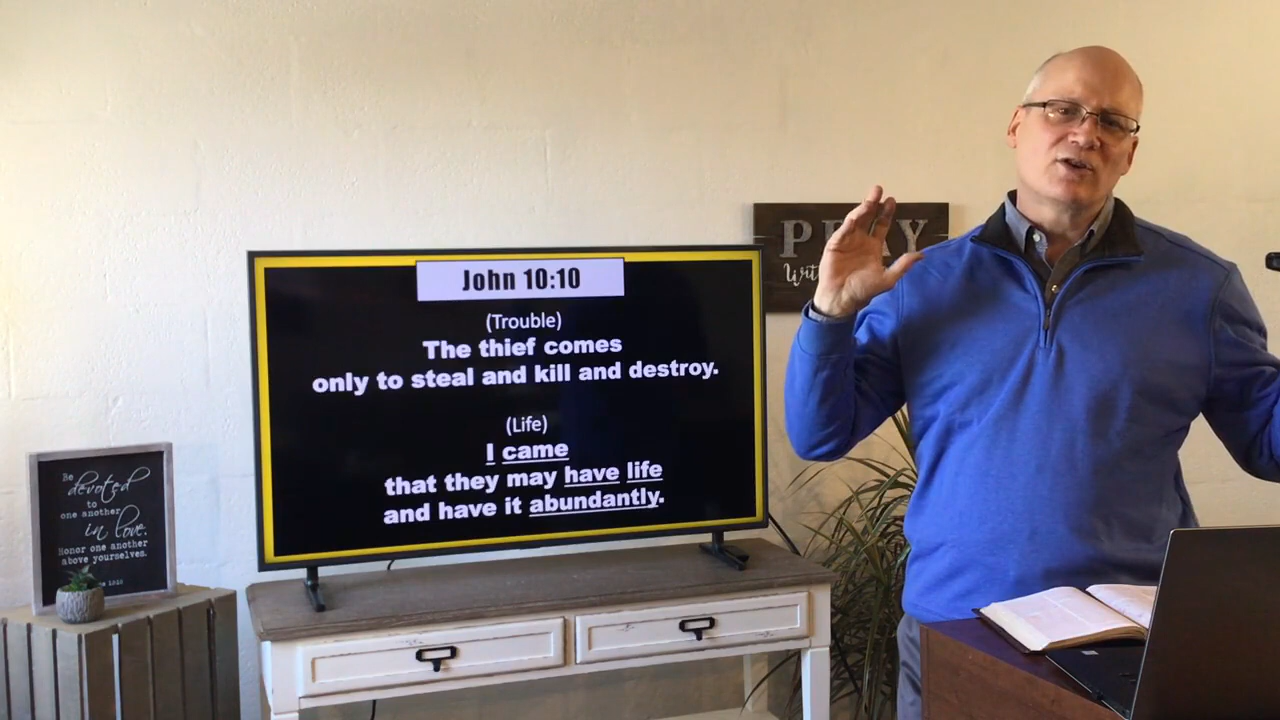 John 10:10
(Trouble)
The thief comes
only to steal and kill and destroy.
(Life)
I came
that they may have life
and have it abundantly.
PRAY
Be
devoted
to
one another
in love.
Honor one another
above yourselves.